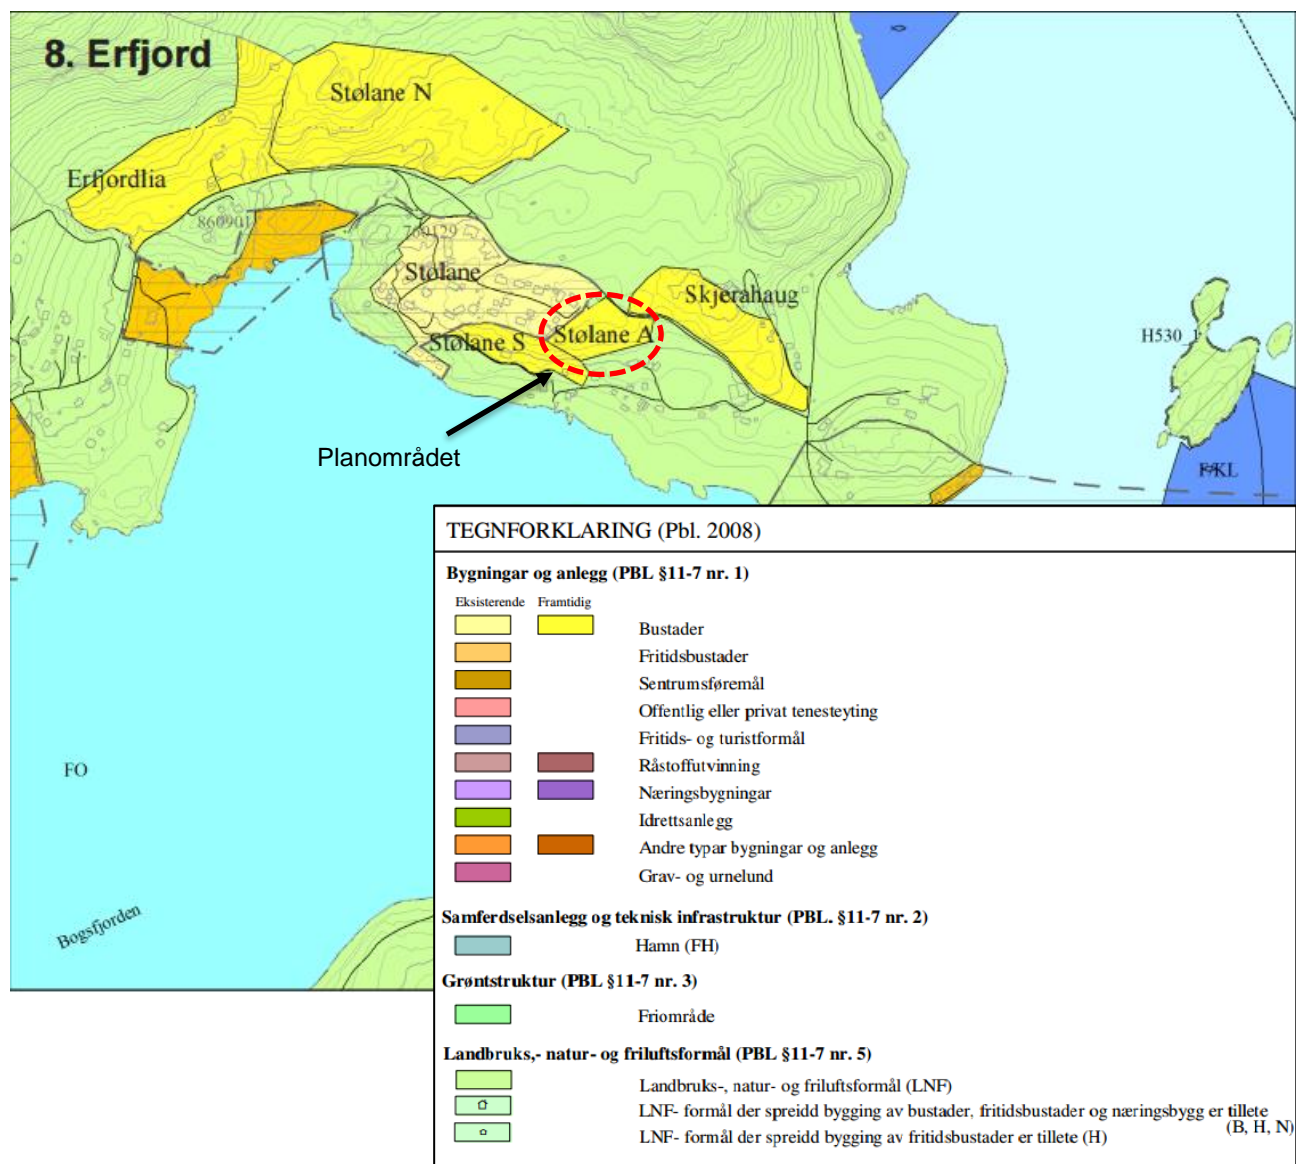 8. Erfjord
Stølane N
Erfjordlia
860901
760129
Stølane
Skjerahaug
Stølane S
Stølane A
H530_1
Planområdet
FO
Bogsfjorden
TEGNFORKLARING (Pbl. 2008)
Bygningar og anlegg (PBL §11-7 nr. 1)
Eksisterende Framtidig
Bustader
Fritidsbustader
Sentrumsføremål
Offentlig eller privat tenesteyting
Fritids- og turistformål
Råstoffutvinning
Næringsbygningar
Idrettsanlegg
Andre typar bygningar og anlegg
Grav- og urnelund
Samferdselsanlegg og teknisk infrastruktur (PBL. §11-7 nr. 2)
Hamn (FH)
Grøntstruktur (PBL §11-7 nr. 3)
Friområde
Landbruks,- natur- og friluftsformål (PBL §11-7 nr. 5)
Landbruks-, natur- og friluftsformål (LNF)
LNF- formål der spreidd bygging av bustader, fritidsbustader og næringsbygg er tillete
(B, H, N)
LNF- formål der spreidd bygging av fritidsbustader er tillete (H)